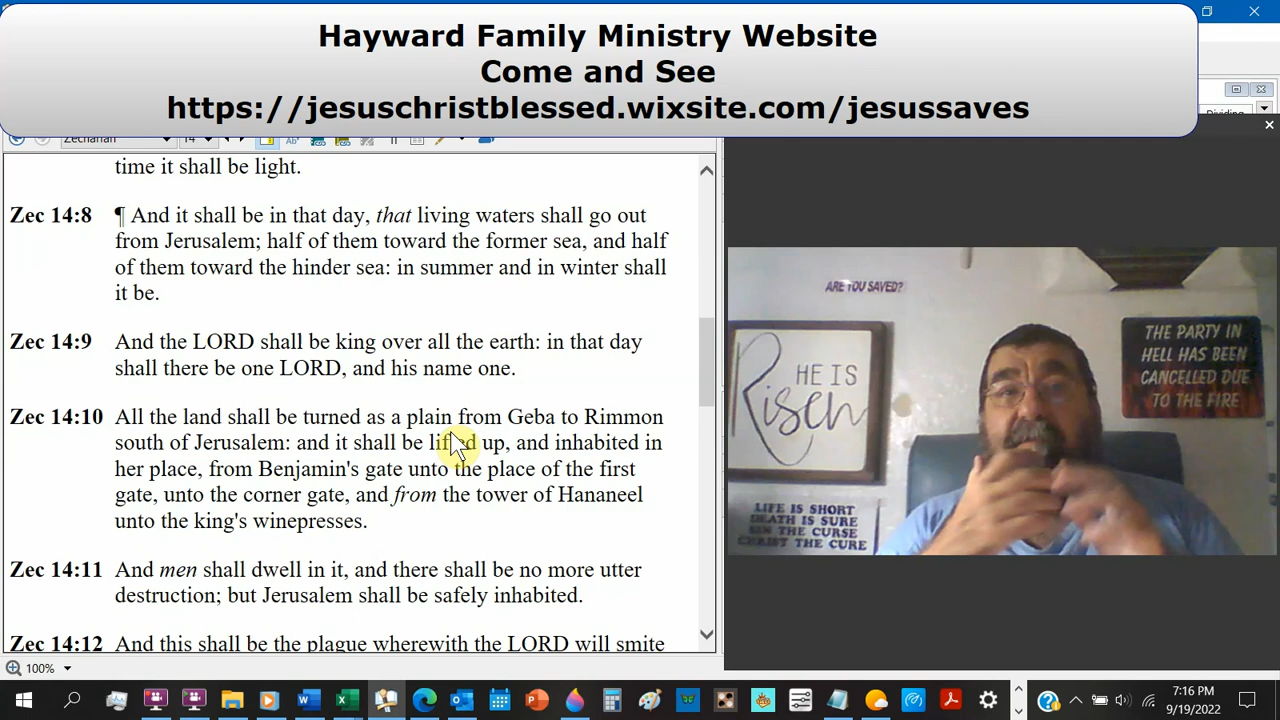 Hayward Family Ministry Website
Come and See
https://jesuschristblessed.wixsite.com/jesussaves
Zechariah 14
Dividing
time it shall be light.
Zec 14:8 ¶ And it shall be in that day, that living waters shall go out
from Jerusalem; half of them toward the former sea, and half
of them toward the hinder sea: in summer and in winter shall
it be.
Zec 14:9 And the LORD shall be king over all the earth: in that day
shall there be one LORD, and his name one.
Zec 14:10 All the land shall be turned as a plain from Geba to Rimmon
south of Jerusalem: and it shall be lifted up, and inhabited in
her place, from Benjamin's gate unto the place of the first
gate, unto the corner gate, and from the tower of Hananeel
unto the king's winepresses.
Zec 14:11 And men shall dwell in it, and there shall be no more utter
destruction; but Jerusalem shall be safely inhabited.
Zec 14:12 And this shall be the plague wherewith the LORD will smite
100%
ARE YOU SAVED?
HE IS
Risen
THE PARTY IN
HELL HAS BEEN
CANCELLED DUE
TO THE FIRE
LIFE IS SHORT
DEATH IS SURE
SIN THE CURSE
CHRIST THE CURE
7:16 PM
9/19/2022